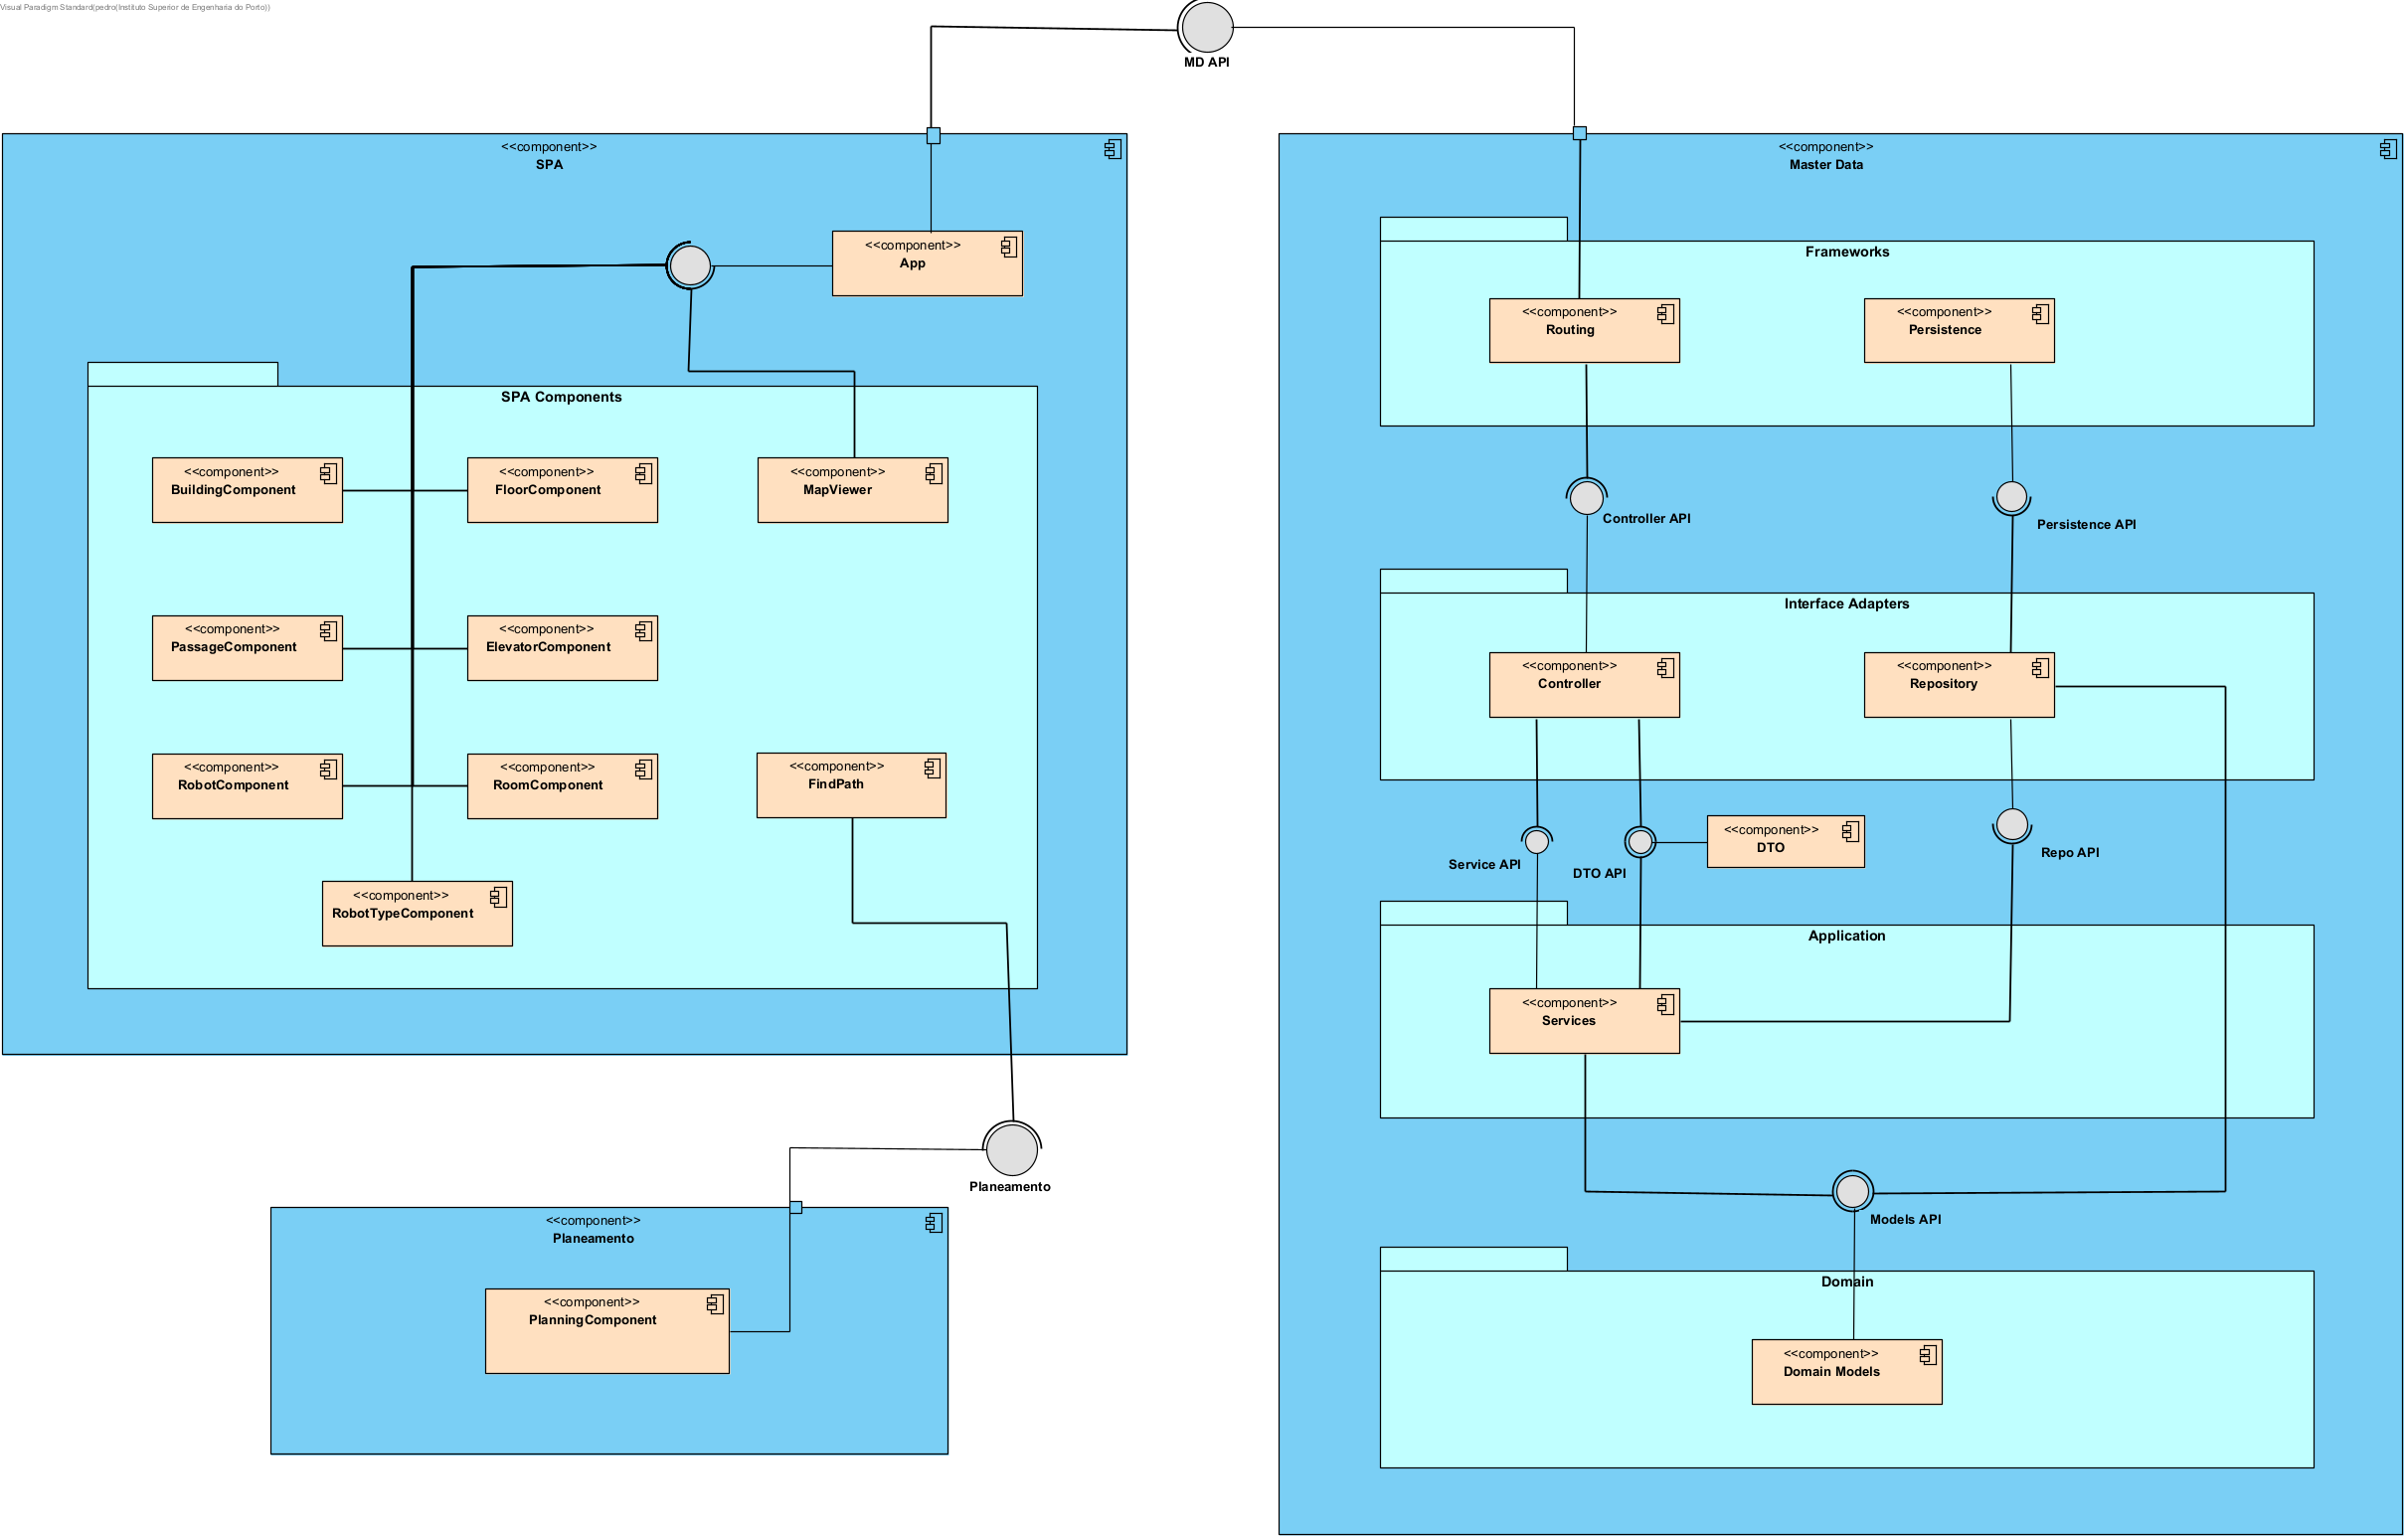 Visual Paradigm Standard(pedro(Instituto Superior de Engenharia do Porto))
MD API
<<component>>
SPA
<<component>>
App
SPA Components
<<component>>
BuildingComponent
<<component>>
FloorComponent
<<component>>
MapViewer
<<component>>
PassageComponent
<<component>>
ElevatorComponent
<<component>>
RobotComponent
<<component>>
RoomComponent
<<component>>
FindPath
<<component>>
RobotTypeComponent
Planeamento
<<component>>
Planeamento
<<component>>
PlanningComponent
<<component>>
Master Data
Frameworks
<<component>>
Routing
<<component>>
Persistence
Controller API
Persistence API
Interface Adapters
<<component>>
Controller
<<component>>
Repository
Service API
DTO API
<<component>>
DTO
Repo API
Application
<<component>>
Services
Models API
Domain
<<component>>
Domain Models